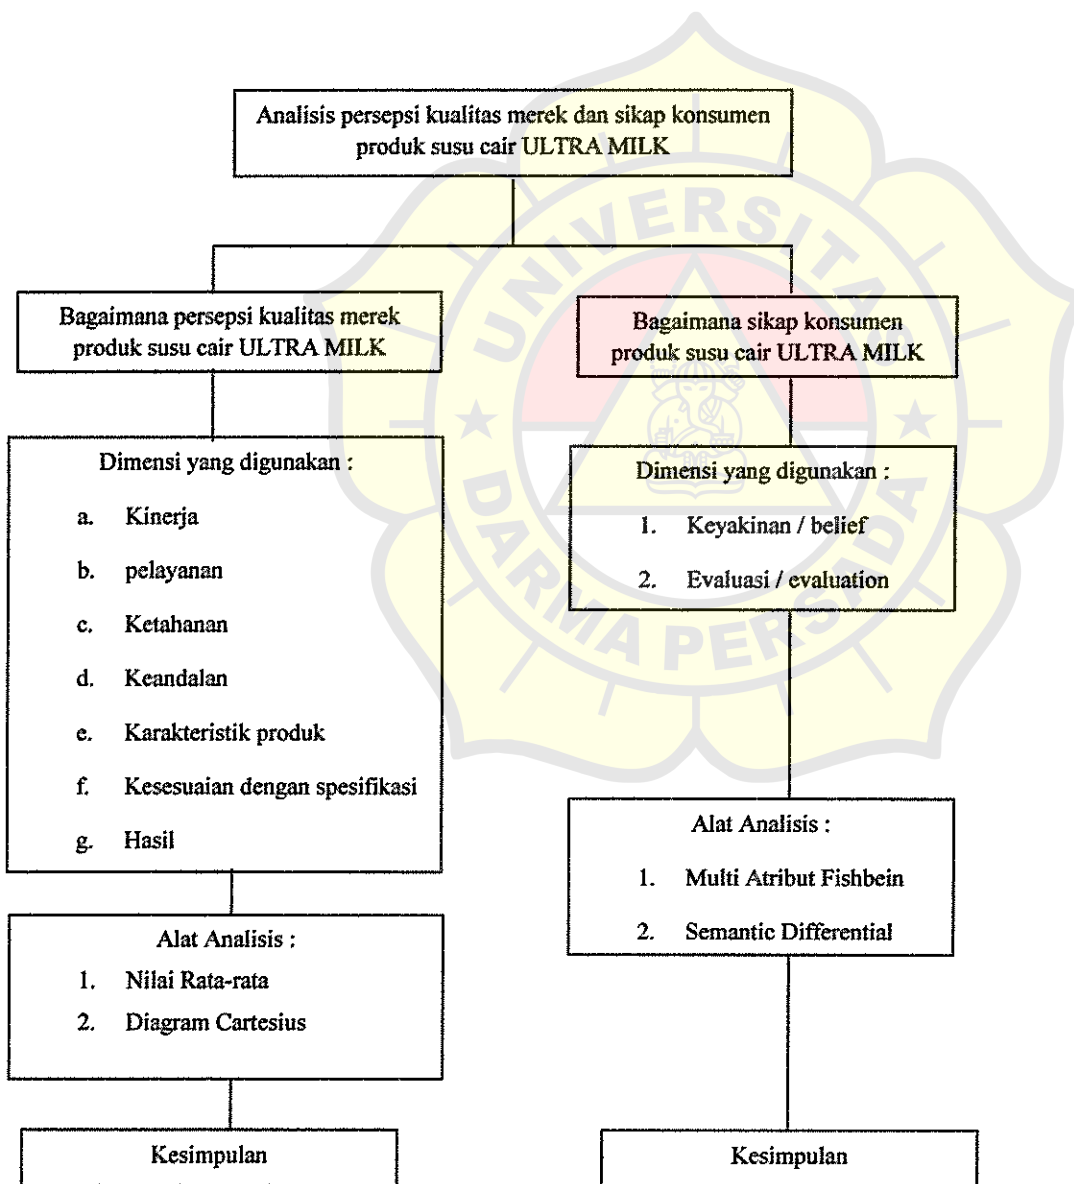 Analisis persepsi kualitas merek dan sikap konsumen
produk susu cair ULTRA MILK
Bagaimana persepsi kualitas merek
produk susu cair ULTRA MILK
Dimensi yang digunakan :
a. Kinerja
b. pelayanan
c. Ketahanan
d. Keandalan
e. Karakteristik produk
f. Kesesuaian dengan spesifikasi
g. Hasil
Alat Analisis :
1. Nilai Rata-rata
2. Diagram Cartesius
Kesimpulan
Bagaimana sikap konsumen
produk susu cair ULTRA MILK
Dimensi yang digunakan :
1. Keyakinan / belief
2. Evaluasi / evaluation
Alat Analisis :
1. Multi Atribut Fishbein
2. Semantic Differential
Kesimpulan
UNIVERSITAS
DARMA PERSADA